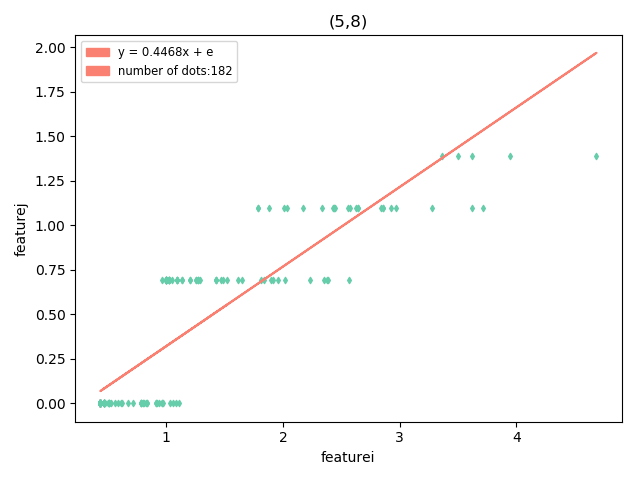 (5,8)
y = 0.4468x + e
number of dots:182
2.00
1.75
1.50
1.25
1.00
0.75
0.50
0.25
0.00
featurej
1 2 3 4
featurei